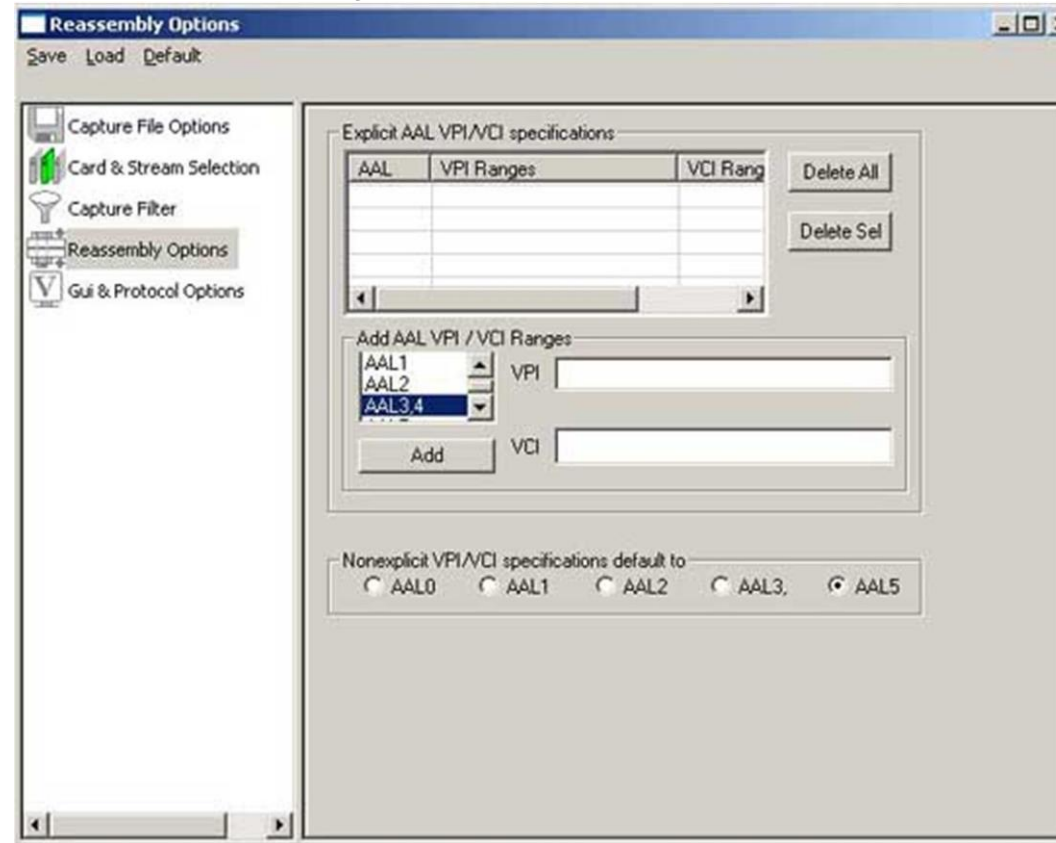 Reassembly Options
Save Load Default
Capture File Options
Card & Stream Selection
Capture Filter
Reassembly Options
Gui & Protocol Options
Explicit AAL VPI/VCI specifications
AAL VPI Ranges VCI Rang
Delete All
Delete Sel
Add AAL VPI / VCI Ranges
AAL1
AAL2
AAL3,4
VPI
Add
VCI
Nonexplicit VPI/VCI specifications default to
AAL0 AAL1 AAL2 AAL3, AAL5